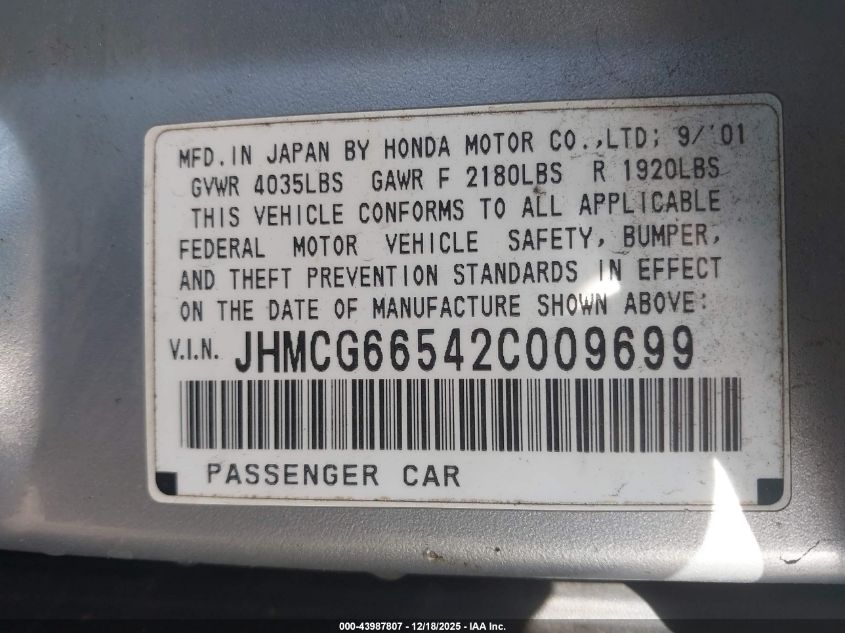 MFD.IN JAPAN BY HONDA MOTOR CO.,LTD; 9/'01
GVWR 4035LBS GAWR F 2180LBS R 1920LBS
THIS VEHICLE CONFORMS TO ALL APPLICABLE
FEDERAL MOTOR VEHICLE SAFETY, BUMPER,
AND THEFT PREVENTION STANDARDS IN EFFECT
ON THE DATE OF MANUFACTURE SHOWN ABOVE:
V.I.N. JHMCG66542C009699
PASSENGER CAR
000-43987807 - 12/18/2025 - IAA Inc.